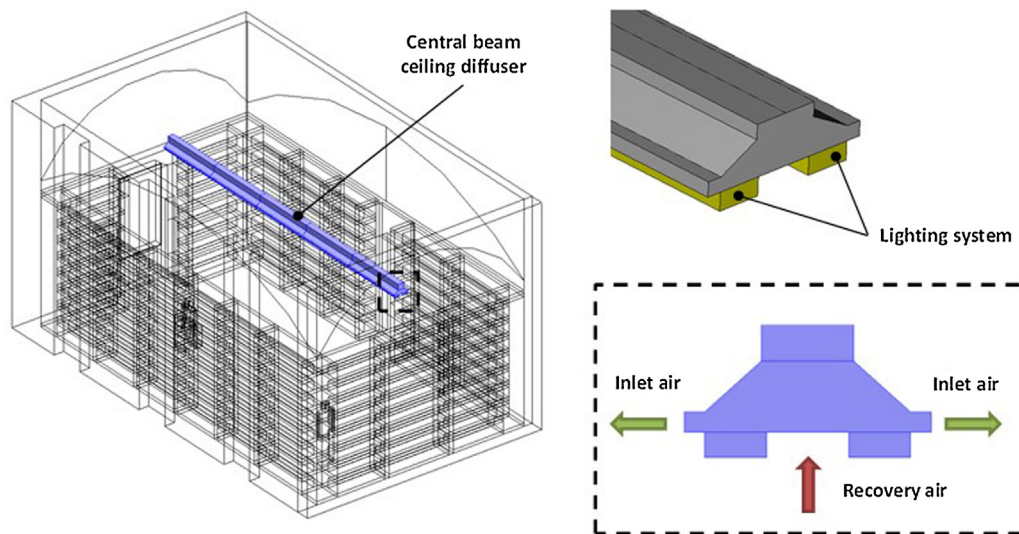 Central beam
ceiling diffuser
Lighting system
Inlet air
Inlet air
Recovery air